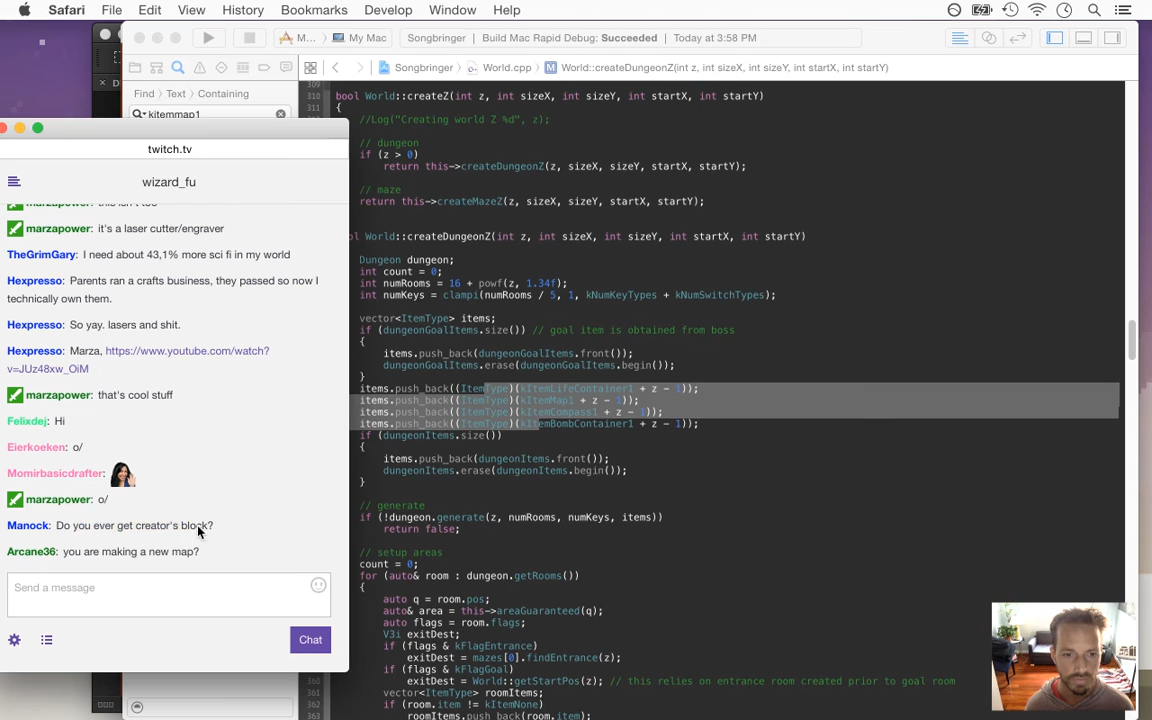 Safari File Edit View History Bookmarks Develop Window Help
M... My Mac Songbringer Build Mac Rapid Debug: Succeeded Today at 3:58 PM
Songbringer World.cpp World::createDungeonZ(int z, int sizeX, int sizeY, int startX, int startY)
Find Text Containing
kitemmap1
twitch.tv
wizard_fu
marzapower: it's a laser cutter/engraver
TheGrimGary: I need about 43,1% more sci fi in my world
Hexpresso: Parents ran a crafts business, they passed so now I
technically own them.
Hexpresso: So yay. lasers and shit.
Hexpresso: Marza, https://www.youtube.com/watch?
v=JUz48xw_OiM
marzapower: that's cool stuff
Felixdej: Hi
Eierkoeken: o/
Momirbasicdrafter:
marzapower: o/
Manock: Do you ever get creator's block?
Arcane36: you are making a new map?
Send a message
Chat
309
310 bool World::createZ(int z, int sizeX, int sizeY, int startX, int startY)
311 {
//Log("Creating world Z %d", z);
// dungeon
if (z > 0)
return this->createDungeonZ(z, sizeX, sizeY, startX, startY);
// maze
return this->createMazeZ(z, sizeX, sizeY, startX, startY);
l World::createDungeonZ(int z, int sizeX, int sizeY, int startX, int startY)
Dungeon dungeon;
int count = 0;
int numRooms = 16 + powf(z, 1.34f);
int numKeys = clampi(numRooms / 5, 1, kNumKeyTypes + kNumSwitchTypes);
vector<ItemType> items;
if (dungeonGoalItems.size()) // goal item is obtained from boss
{
items.push_back(dungeonGoalItems.front());
dungeonGoalItems.erase(dungeonGoalItems.begin());
}
items.push_back((ItemType)(kItemLifeContainer1 + z - 1));
items.push_back((ItemType)(kItemMap1 + z - 1));
items.push_back((ItemType)(kItemCompass1 + z - 1));
items.push_back((ItemType)(kItemBombContainer1 + z - 1));
if (dungeonItems.size())
{
items.push_back(dungeonItems.front());
dungeonItems.erase(dungeonItems.begin());
}
// generate
if (!dungeon.generate(z, numRooms, numKeys, items))
return false;
// setup areas
count = 0;
for (auto& room : dungeon.getRooms())
{
auto q = room.pos;
auto& area = this->areaGuaranteed(q);
auto flags = room.flags;
V3i exitDest;
if (flags & kFlagEntrance)
exitDest = mazes[0].findEntrance(z);
if (flags & kFlagGoal)
360 exitDest = World::getStartPos(z); // this relies on entrance room created prior to goal room
361 vector<ItemType> roomItems;
362 if (room.item != kItemNone)
363 roomItems.push_back(room.item);